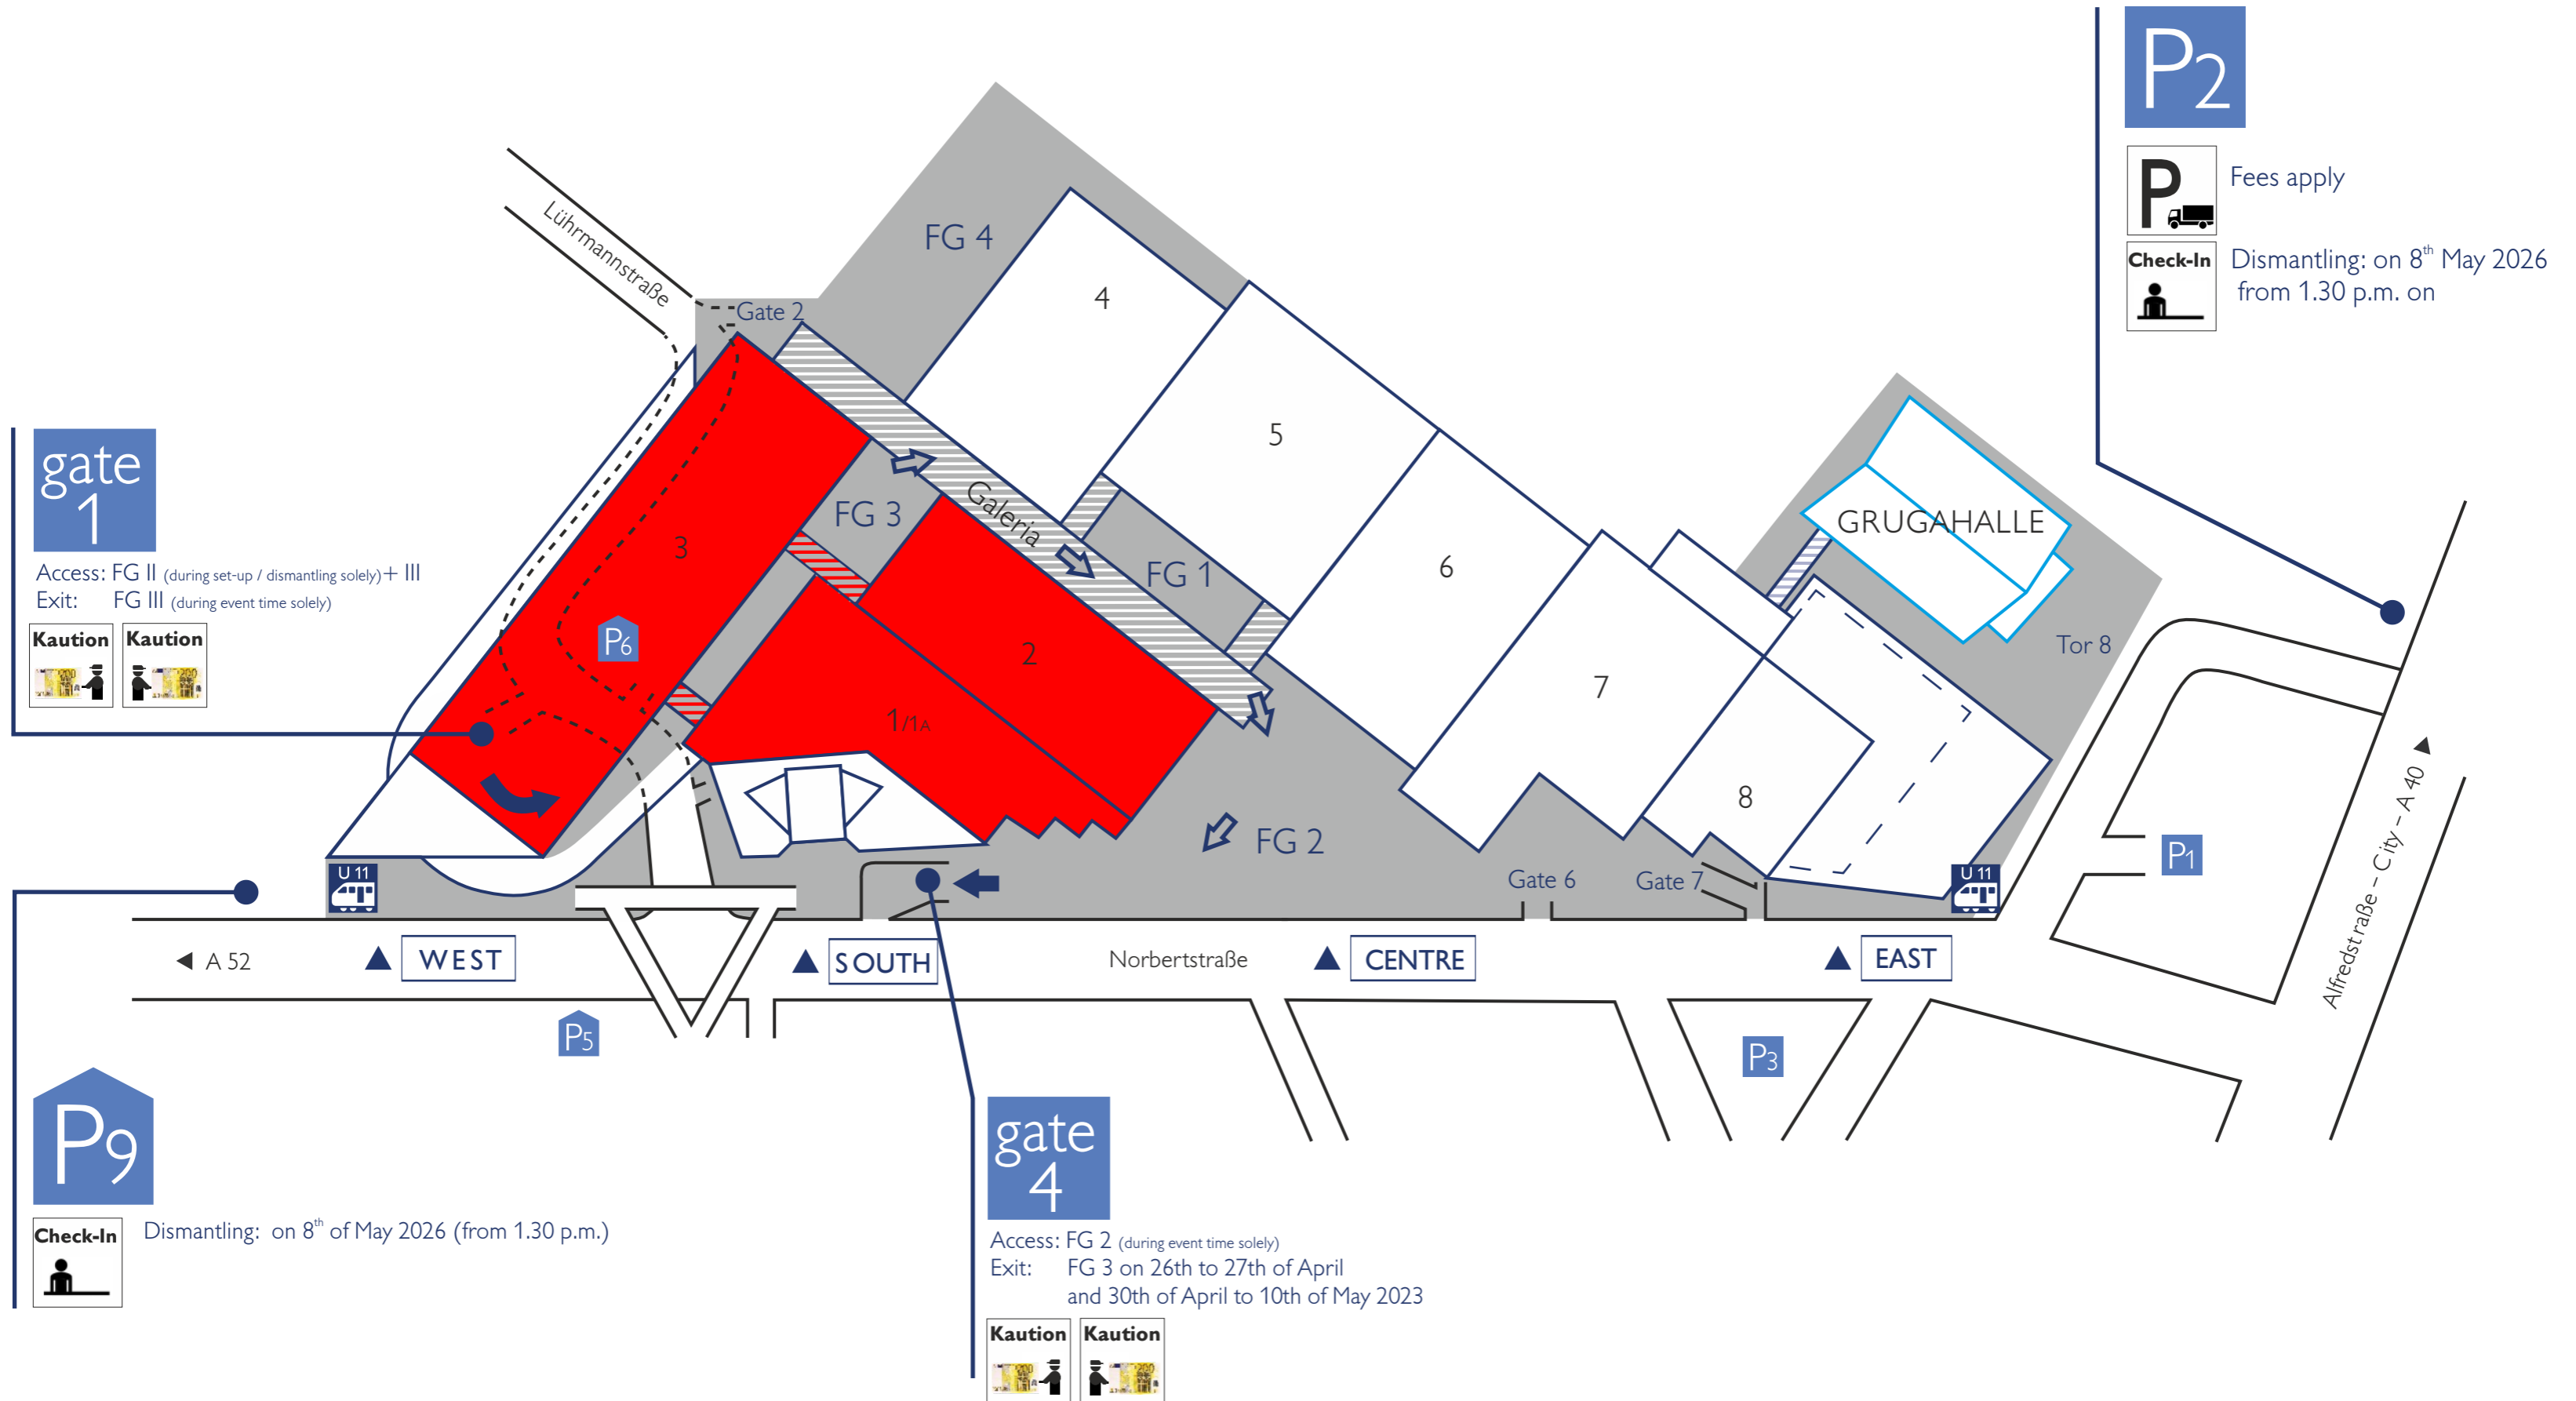 P2
P
Fees apply
Check-In
Dismantling: on 8th May 2026
from 1.30 p.m. on
Lührmannstraße
FG 4
4
Gate 2
5
gate
1
Access: FG II (during set-up / dismantling solely)+ III
Exit: FG III (during event time solely)
Kaution
Kaution
3
FG 3
Galeria
FG 1
6
GRUGAHALLE
Tor 8
P6
2
7
1/1A
8
FG 2
Gate 6
Gate 7
P1
U 11
U 11
Alfredstraße – City – A 40
A 52
WEST
SOUTH
Norbertstraße
CENTRE
EAST
P5
P3
P9
Check-In
Dismantling: on 8th of May 2026 (from 1.30 p.m.)
gate
4
Access: FG 2 (during event time solely)
Exit: FG 3 on 26th to 27th of April
and 30th of April to 10th of May 2023
Kaution
Kaution